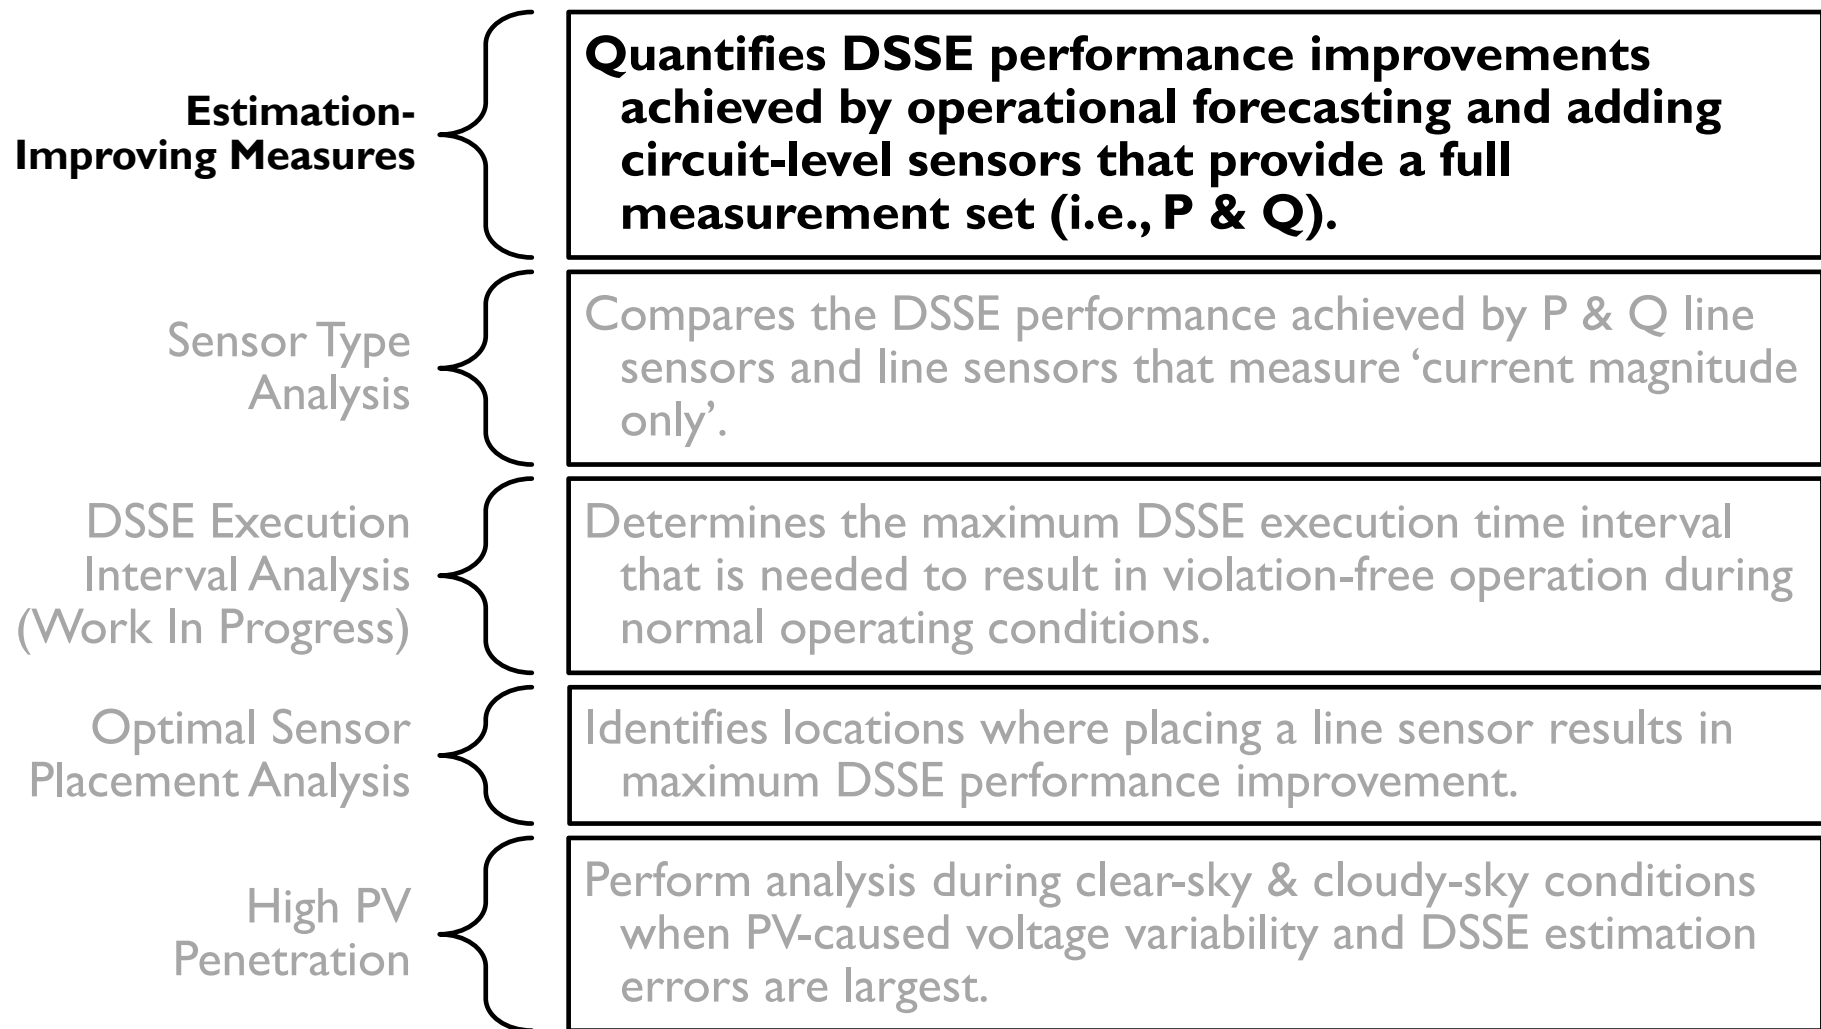 Estimation-
Improving Measures
Quantifies DSSE performance improvements
achieved by operational forecasting and adding
circuit-level sensors that provide a full
measurement set (i.e., P & Q).
Sensor Type
Analysis
Compares the DSSE performance achieved by P & Q line
sensors and line sensors that measure ‘current magnitude
only’.
DSSE Execution
Interval Analysis
(Work In Progress)
Determines the maximum DSSE execution time interval
that is needed to result in violation-free operation during
normal operating conditions.
Optimal Sensor
Placement Analysis
Identifies locations where placing a line sensor results in
maximum DSSE performance improvement.
High PV
Penetration
Perform analysis during clear-sky & cloudy-sky conditions
when PV-caused voltage variability and DSSE estimation
errors are largest.